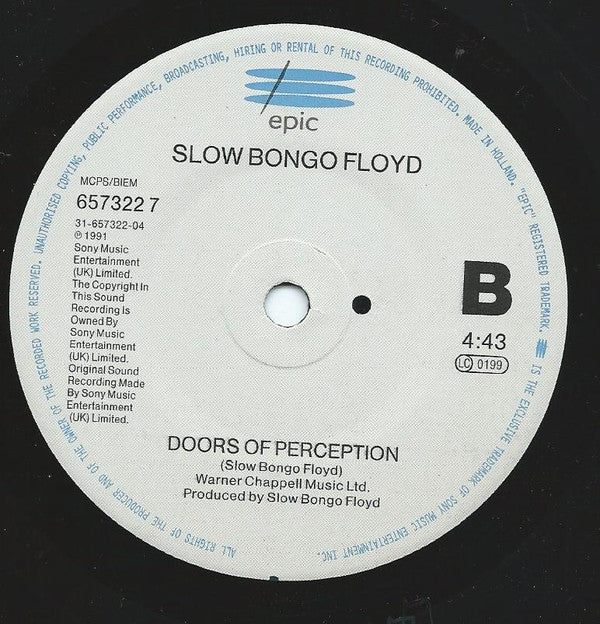 UNAUTHORISED COPYING, PUBLIC PERFORMANCE, BROADCASTING, HIRING OR RENTAL OF THIS RECORDING PROHIBITED. MADE IN HOLLAND. "EPIC" REGISTERED TRADEMARK. IS THE EXCLUSIVE TRADEMARK OF SONY MUSIC ENTERTAINMENT INC.
ALL RIGHTS OF THE PRODUCER AND OF THE OWNER OF THE RECORDED WORK RESERVED.
epic
SLOW BONGO FLOYD
MCPS/BIEM
657322 7
31-657322-04
℗ 1991
Sony Music
Entertainment
(UK) Limited.
The Copyright In
This Sound
Recording Is
Owned By
Sony Music
Entertainment
(UK) Limited.
Original Sound
Recording Made
By Sony Music
Entertainment
(UK) Limited.
B
4:43
LC 0199
DOORS OF PERCEPTION
(Slow Bongo Floyd)
Warner Chappell Music Ltd.
Produced by Slow Bongo Floyd